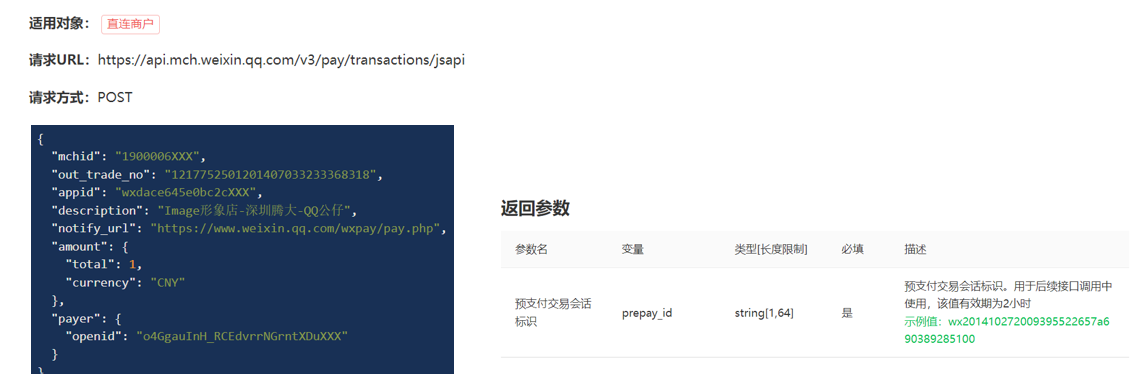 适用对象： 直连商户
请求URL：https://api.mch.weixin.qq.com/v3/pay/transactions/jsapi
请求方式：POST
{
"mchid": "1900006XXX",
"out_trade_no": "1217752501201407033233368318",
"appid": "wxdace645e0bc2cXXX",
"description": "Image形象店-深圳腾大-QQ公仔",
"notify_url": "https://www.weixin.qq.com/wxpay/pay.php",
"amount": {
"total": 1,
"currency": "CNY"
},
"payer": {
"openid": "o4GgauInH_RCEdvrrNGrntXDuXXX"
}
}
返回参数
参数名 变量 类型[长度限制] 必填 描述
预支付交易会话标识 prepay_id string[1,64] 是 预支付交易会话标识。用于后续接口调用中
使用，该值有效期为2小时
示例值：wx201410272009395522657a6
90389285100